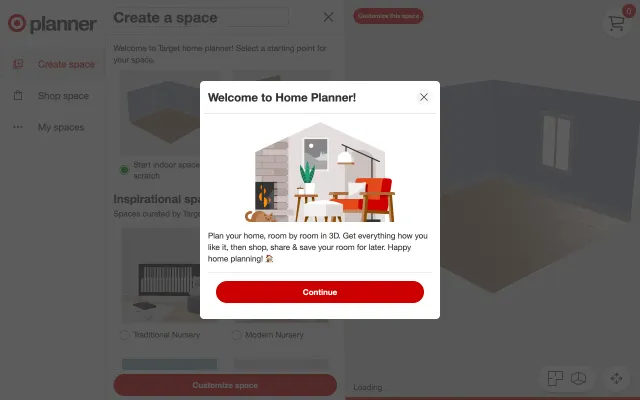 planner
Create a space
Customize this space
0
Welcome to Target home planner! Select a starting point for
your space.
Create space
Shop space
My spaces
Start indoor space
scratch
Inspirational spa
Spaces curated by Targe
Traditional Nursery
Modern Nursery
Customize space
Loading
Welcome to Home Planner!
Plan your home, room by room in 3D. Get everything how you
like it, then shop, share & save your room for later. Happy
home planning!
Continue